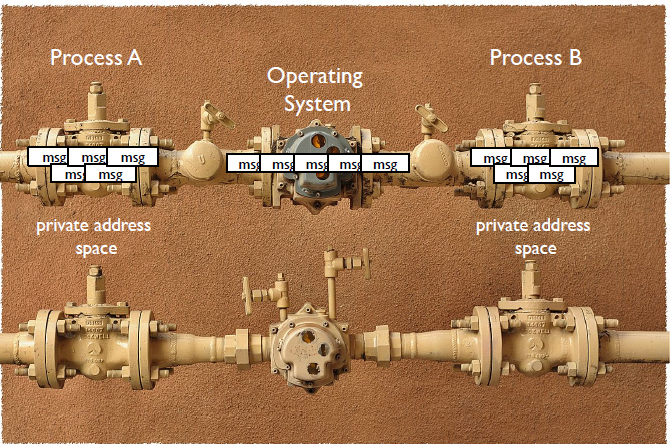 Process A
Operating
System
Process B
msg msg msg
ms msg
msg msg msg msg msg
msg msg msg
msg msg
private address
space
private address
space